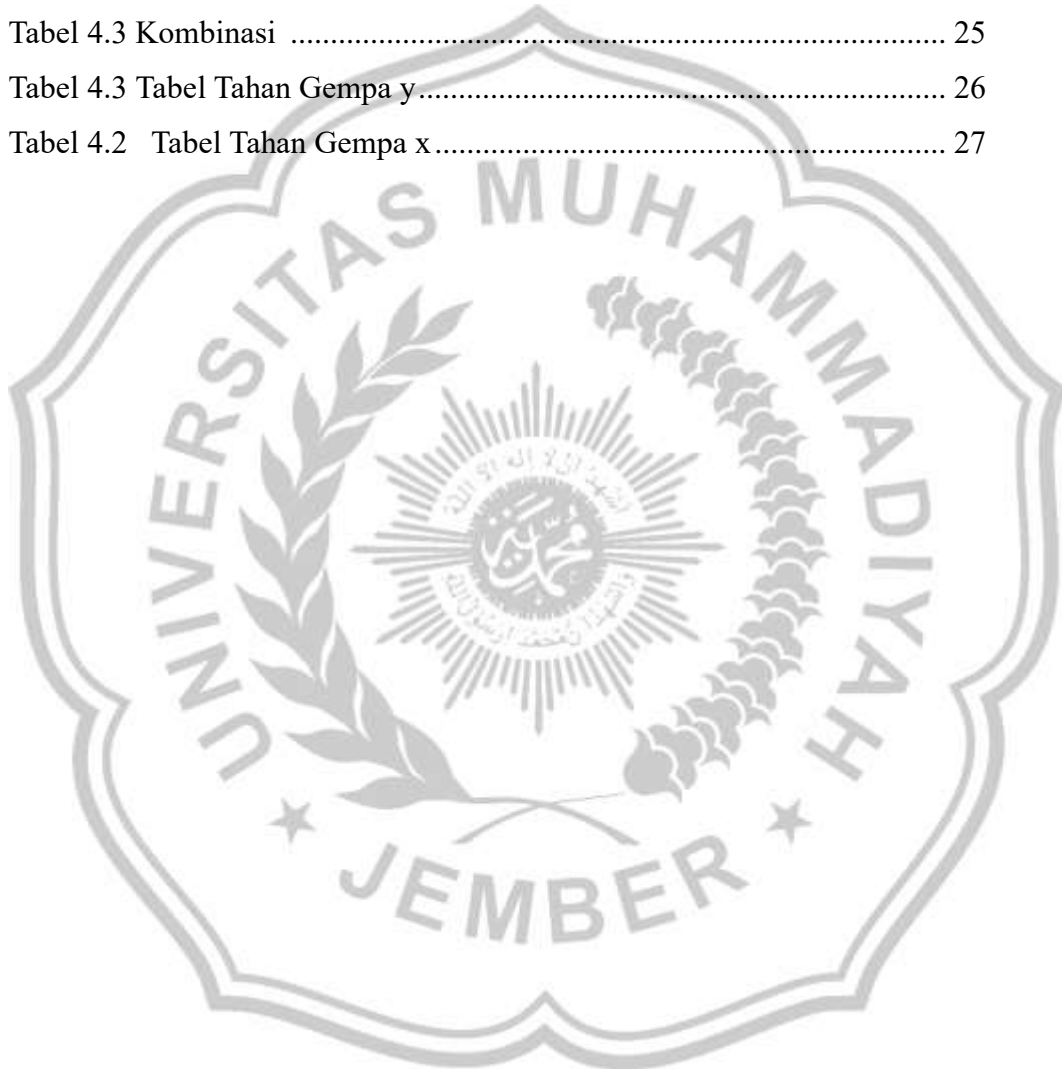 Tabel 4.3 Kombinasi ................................................................................ 25
Tabel 4.3 Tabel Tahan Gempa y................................................................ 26
Tabel 4.2   Tabel Tahan Gempa x.............................................................. 27
UNIVERSITAS MUHAMMADIYAH
JEMBER